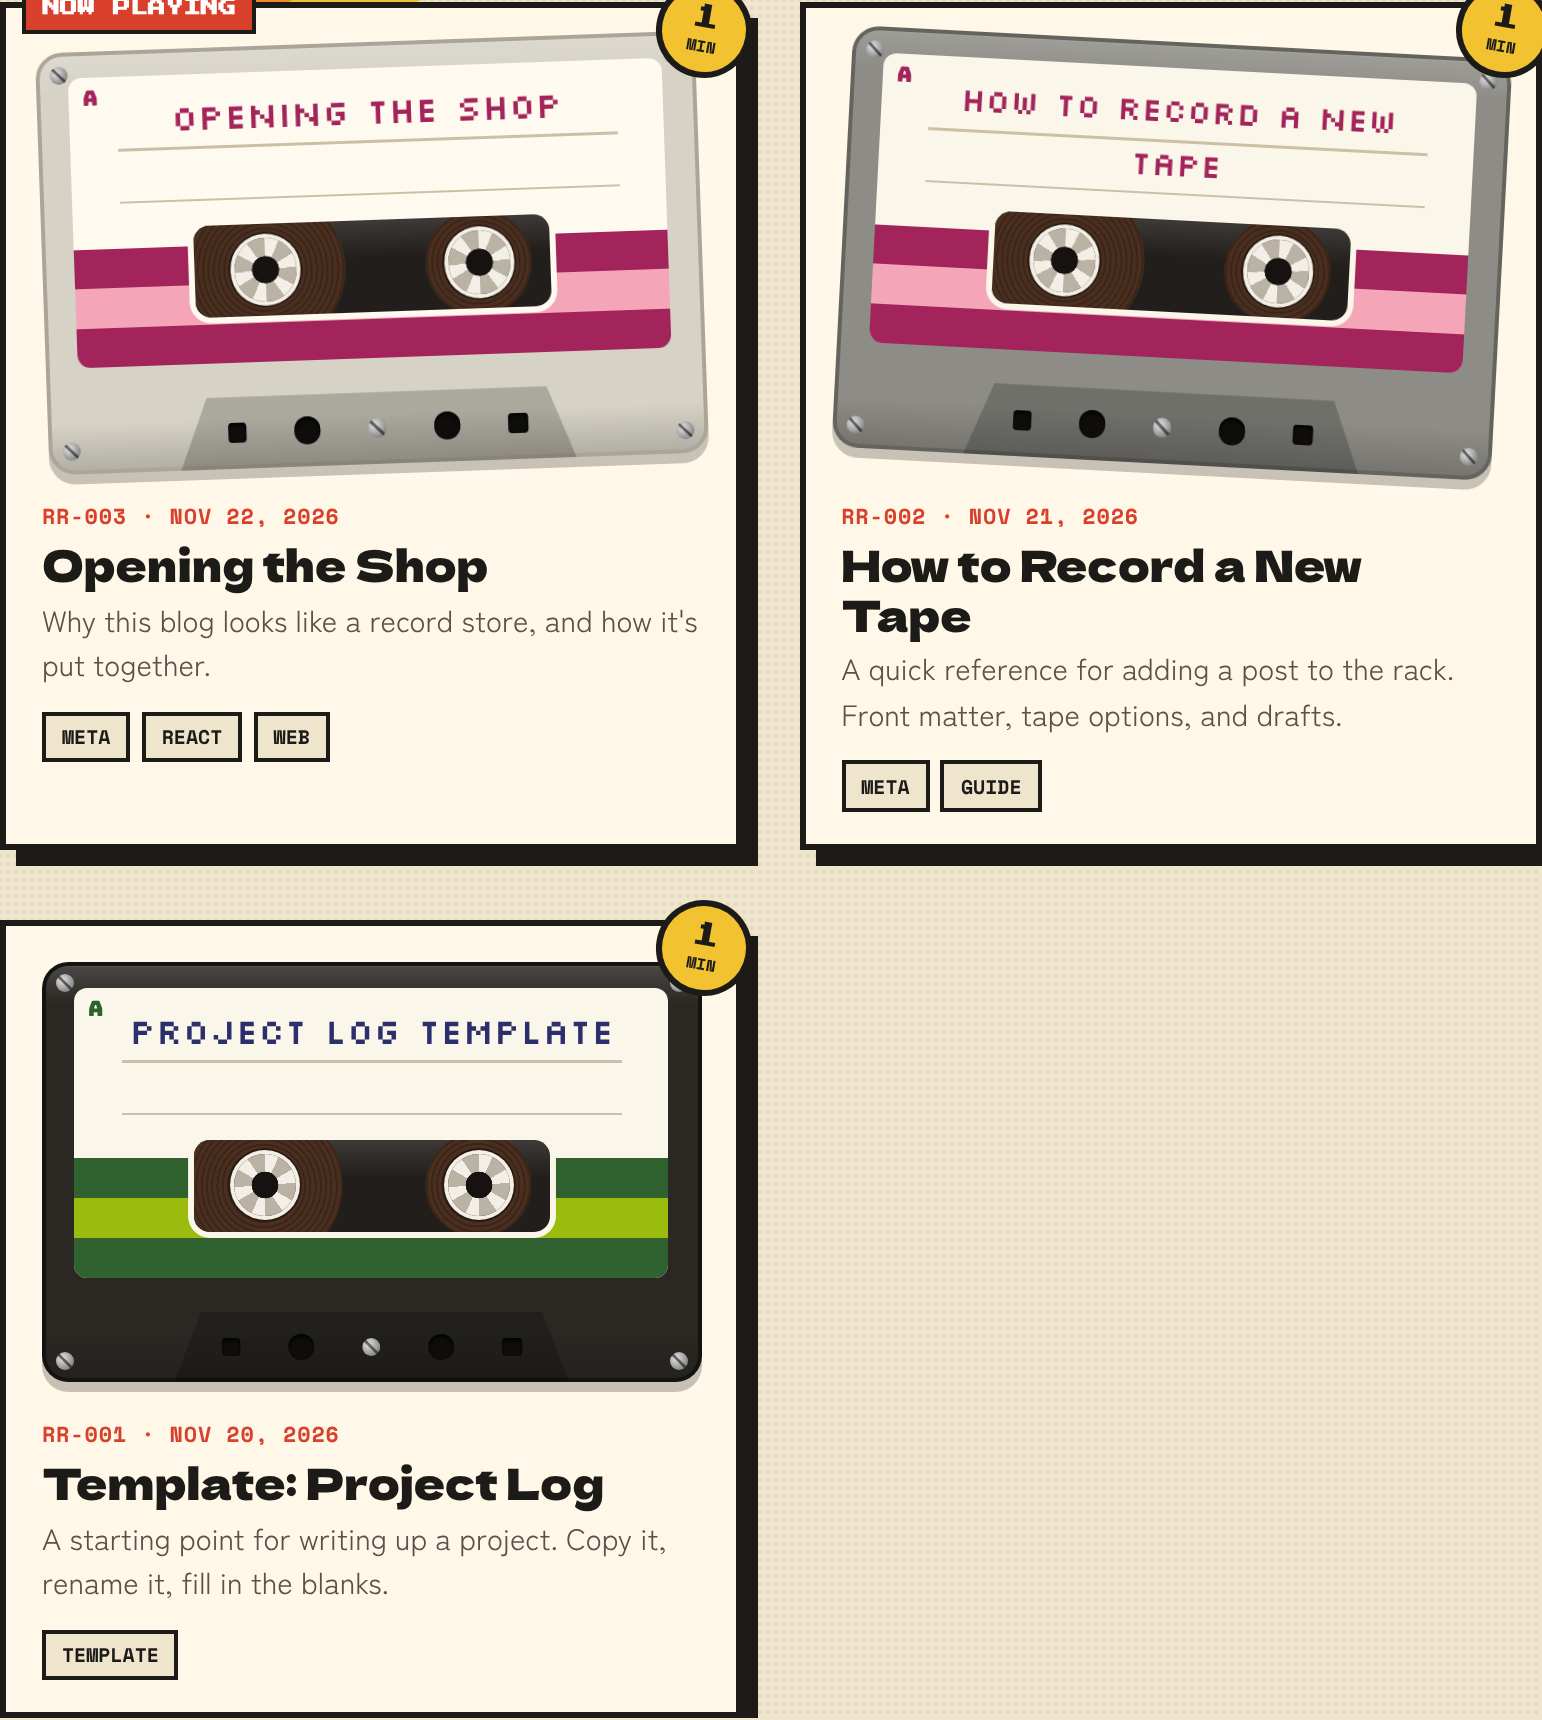 NOW PLAYING
1
MIN
A
OPENING THE SHOP
RR-003 · NOV 22, 2026
Opening the Shop
Why this blog looks like a record store, and how it's
put together.
META
REACT
WEB
1
MIN
A
HOW TO RECORD A NEW
TAPE
RR-002 · NOV 21, 2026
How to Record a New
Tape
A quick reference for adding a post to the rack.
Front matter, tape options, and drafts.
META
GUIDE
1
MIN
A
PROJECT LOG TEMPLATE
RR-001 · NOV 20, 2026
Template: Project Log
A starting point for writing up a project. Copy it,
rename it, fill in the blanks.
TEMPLATE